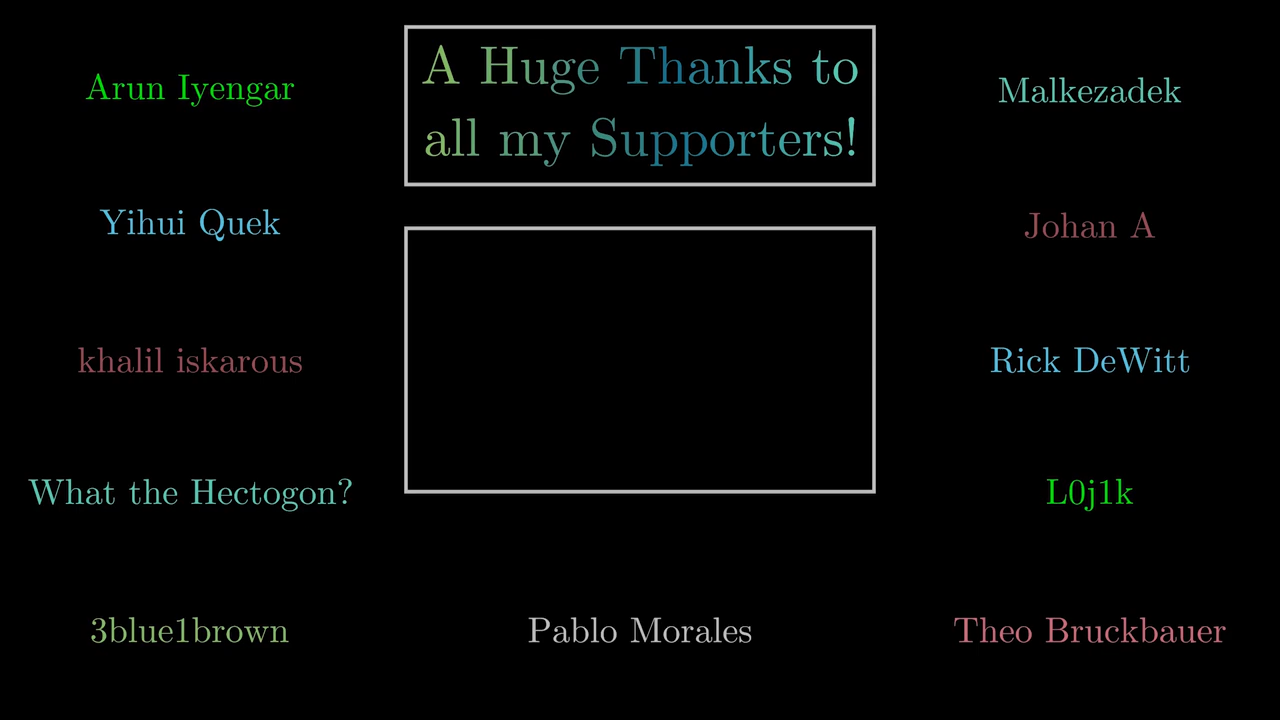 A Huge Thanks to
all my Supporters!
Arun Iyengar
Malkezadek
Yihui Quek
Johan A
khalil iskarous
Rick DeWitt
What the Hectogon?
L0j1k
3blue1brown
Pablo Morales
Theo Bruckbauer